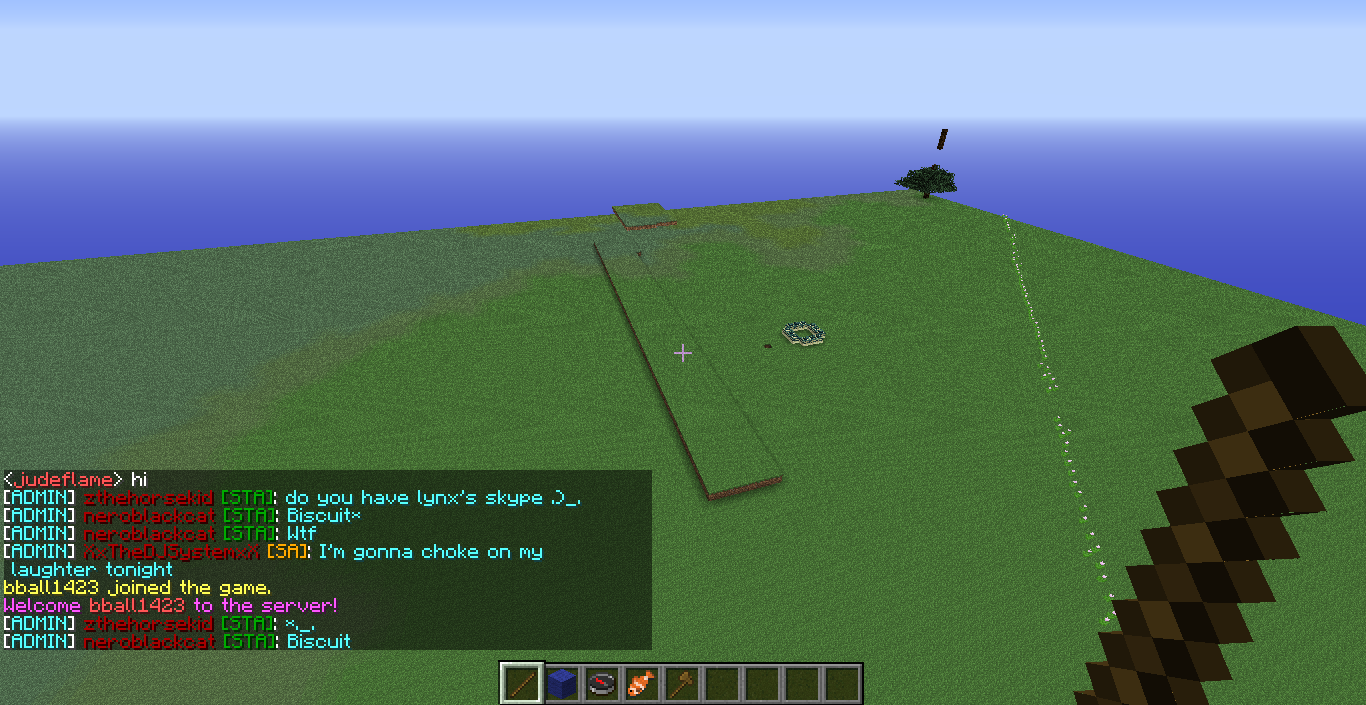 <judeflame> hi
[ADMIN] zthehorsekid [STA]: do you have lynx's skype .)_,
[ADMIN] neroblackcat [STA]: Biscuit*
[ADMIN] neroblackcat [STA]: Wtf
[ADMIN] XxTheDJSystemxX [SA]: I'm gonna choke on my
laughter tonight
bball1423 joined the game.
Welcome bball1423 to the server!
[ADMIN] zthehorsekid [STA]: *,_,
[ADMIN] neroblackcat [STA]: Biscuit